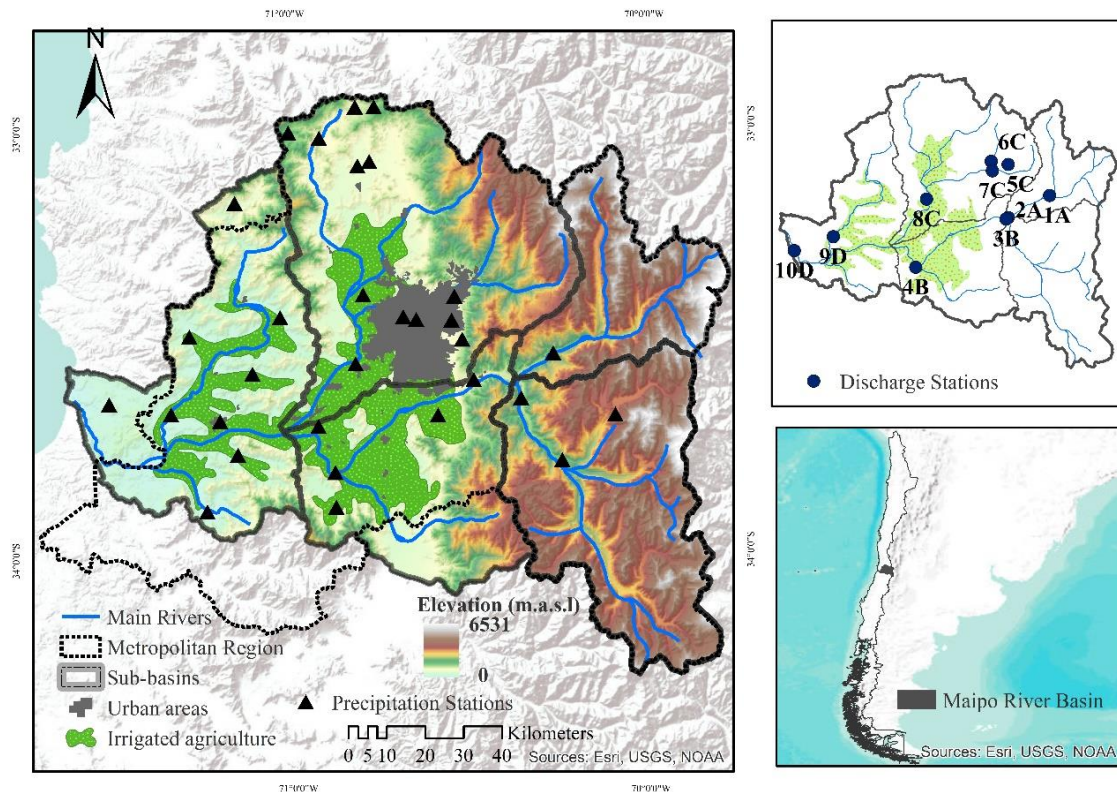 71°0'0"W
70°0'0"W
N
33°0'0"S
33°0'0"S
34°0'0"S
34°0'0"S
Main Rivers
Metropolitan Region
Sub-basins
Urban areas
Irrigated agriculture
Elevation (m.a.s.l)
6531
0
Precipitation Stations
Kilometers
0 5 10 20 30 40
Sources: Esri, USGS, NOAA
71°0'0"W
70°0'0"W
6C
7C
5C
8C
2A
1A
3B
9D
10D
4B
Discharge Stations
Maipo River Basin
Sources: Esri, USGS, NOAA